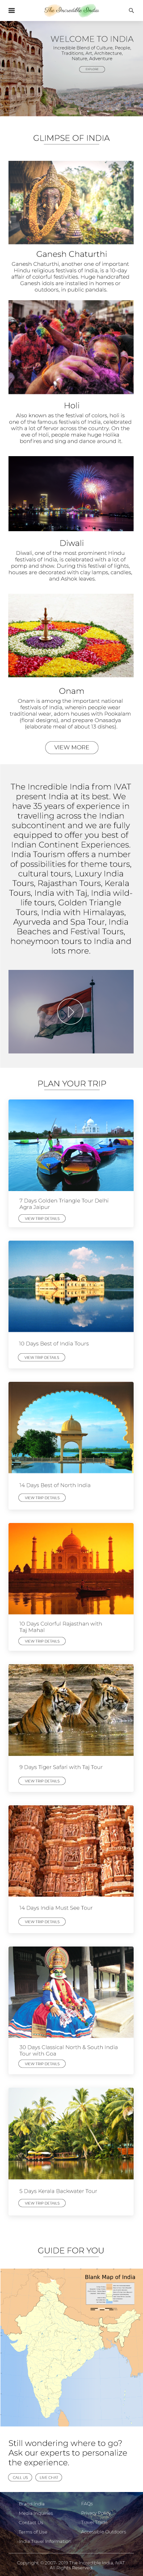 The Incredible India
WELCOME TO INDIA
Incredible Blend of Culture, People,
Traditions, Art, Architecture,
Nature, Adventure
EXPLORE
GLIMPSE OF INDIA
Ganesh Chaturthi
Ganesh Chaturthi, another one of important
Hindu religious festivals of India, is a 10-day
affair of colorful festivities. Huge handcrafted
Ganesh idols are installed in homes or
outdoors, in public pandals.
Holi
Also known as the festival of colors, holi is
one of the famous festivals of India, celebrated
with a lot of fervor across the country. On the
eve of Holi, people make huge Holika
bonfires and sing and dance around it.
Diwali
Diwali, one of the most prominent Hindu
festivals of India, is celebrated with a lot of
pomp and show. During this festival of lights,
houses are decorated with clay lamps, candles,
and Ashok leaves.
Onam
Onam is among the important national
festivals of India, wherein people wear
traditional wear, adorn houses with Pookalam
(floral designs), and prepare Onasadya
(elaborate meal of about 13 dishes).
VIEW MORE
The Incredible India from IVAT
present India at its best. We
have 35 years of experience in
travelling across the Indian
subcontinent and we are fully
equipped to offer you best of
Indian Continent Experiences.
India Tourism offers a number
of possibilities for theme tours,
cultural tours, Luxury India
Tours, Rajasthan Tours, Kerala
Tours, India with Taj, India wild-
life tours, Golden Triangle
Tours, India with Himalayas,
Ayurveda and Spa Tour, India
Beaches and Festival Tours,
honeymoon tours to India and
lots more.
PLAN YOUR TRIP
7 Days Golden Triangle Tour Delhi
Agra Jaipur
VIEW TRIP DETAILS
10 Days Best of India Tours
VIEW TRIP DETAILS
14 Days Best of North India
VIEW TRIP DETAILS
10 Days Colorful Rajasthan with
Taj Mahal
VIEW TRIP DETAILS
9 Days Tiger Safari with Taj Tour
VIEW TRIP DETAILS
14 Days India Must See Tour
VIEW TRIP DETAILS
30 Days Classical North & South India
Tour with Goa
VIEW TRIP DETAILS
5 Days Kerala Backwater Tour
VIEW TRIP DETAILS
GUIDE FOR YOU
Blank Map of India
Still wondering where to go?
Ask our experts to personalize
the experience.
CALL US
LIVE CHAT
FAQs
Media Inquiries
Privacy Policy
Contact Us
Terms of Use
India Travel Information
Copyright © 2007- 2019 The Incredible India, IVAT
All Rights Reserved.